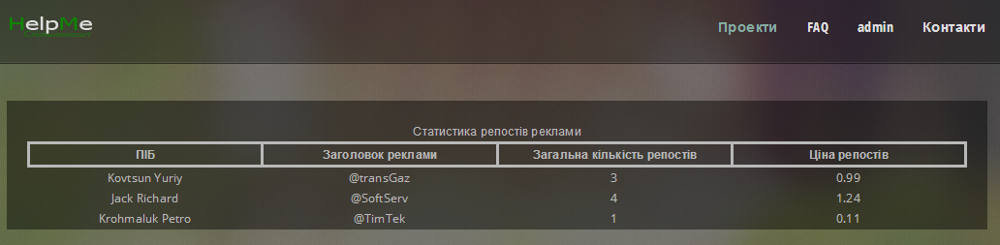 HelpMe
Проекти FAQ admin Контакти
Статистика репостів реклами
ПІБ Заголовок реклами Загальна кількість репостів Ціна репостів
Kovtsun Yuriy @transGaz 3 0.99
Jack Richard @SoftServ 4 1.24
Krohmaluk Petro @TimTek 1 0.11